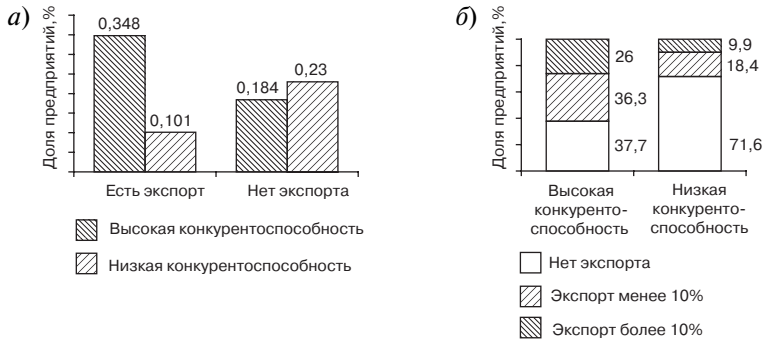 а)
Доля предприятий, %
0,348
0,101
0,184
0,23
Есть экспорт
Нет экспорта
Высокая конкурентоспособность
Низкая конкурентоспособность
б)
Доля предприятий, %
26
36,3
37,7
9,9
18,4
71,6
Высокая
конкуренто-
способность
Низкая
конкуренто-
способность
Нет экспорта
Экспорт менее 10%
Экспорт более 10%